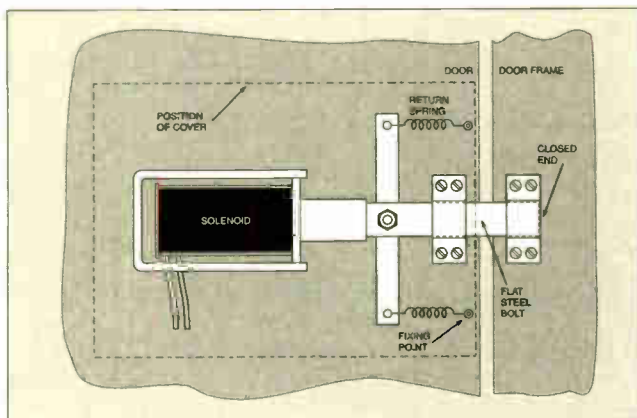 DOOR
DOOR FRAME
POSITION
OF COVER
RETURN
SPRING
CLOSED
END
SOLENOID
FLAT
STEEL
BOLT
FIXING
POINT